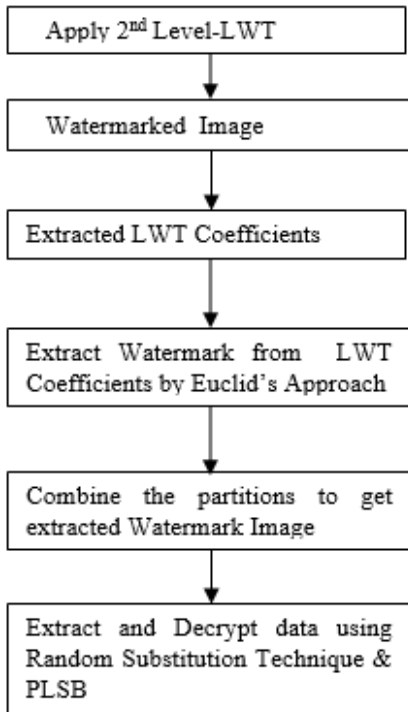 Apply 2nd Level-LWT
Watermarked Image
Extracted LWT Coefficients
Extract Watermark from LWT
Coefficients by Euclid's Approach
Combine the partitions to get
extracted Watermark Image
Extract and Decrypt data using
Random Substitution Technique &
PLSB